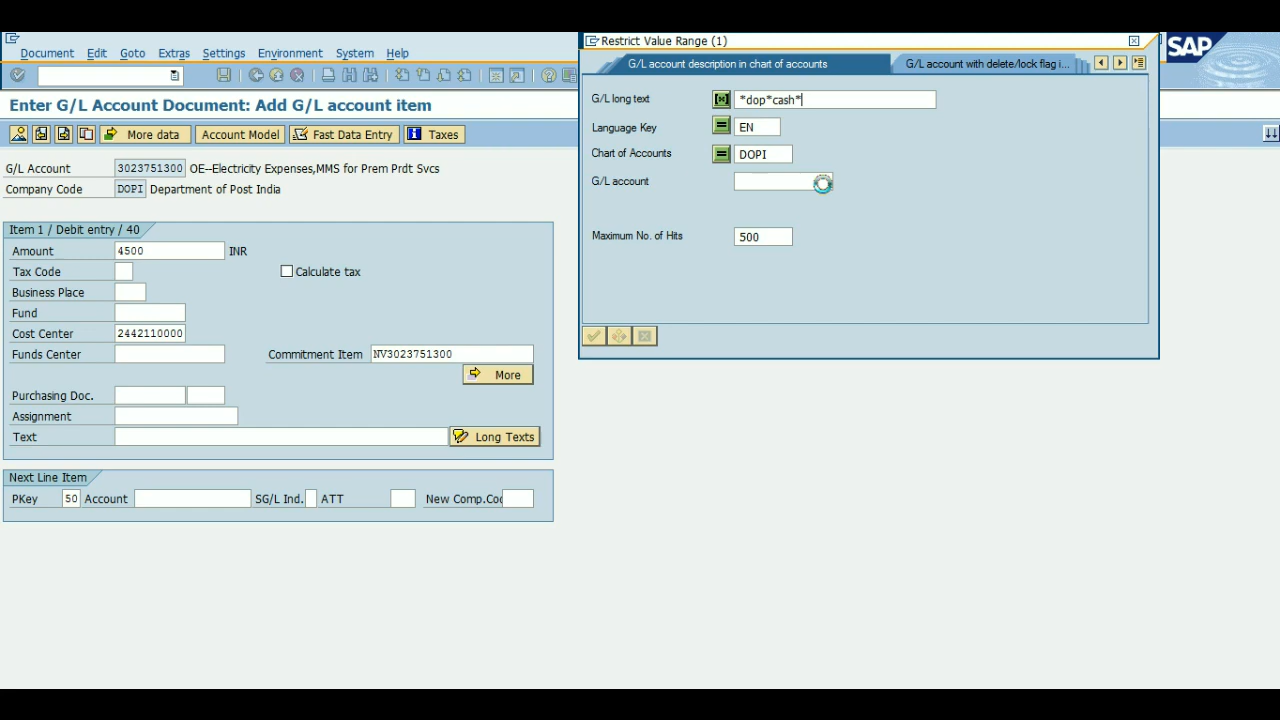 Document Edit Goto Extras Settings Environment System Help
Enter G/L Account Document: Add G/L account item
More data Account Model Fast Data Entry Taxes
G/L Account 3023751300 OE--Electricity Expenses,MMS for Prem Prdt Svcs
Company Code DOPI Department of Post India
Item 1 / Debit entry / 40
Amount 4500 INR
Tax Code Calculate tax
Business Place
Fund
Cost Center 2442110000
Funds Center Commitment Item NV3023751300
More
Purchasing Doc.
Assignment
Text Long Texts
Next Line Item
PKey 50 Account SG/L Ind. ATT New Comp.Coc
Restrict Value Range (1)
G/L account description in chart of accounts G/L account with delete/lock flag i...
G/L long text *dop*cash*
Language Key EN
Chart of Accounts DOPI
G/L account
Maximum No. of Hits 500
SAP